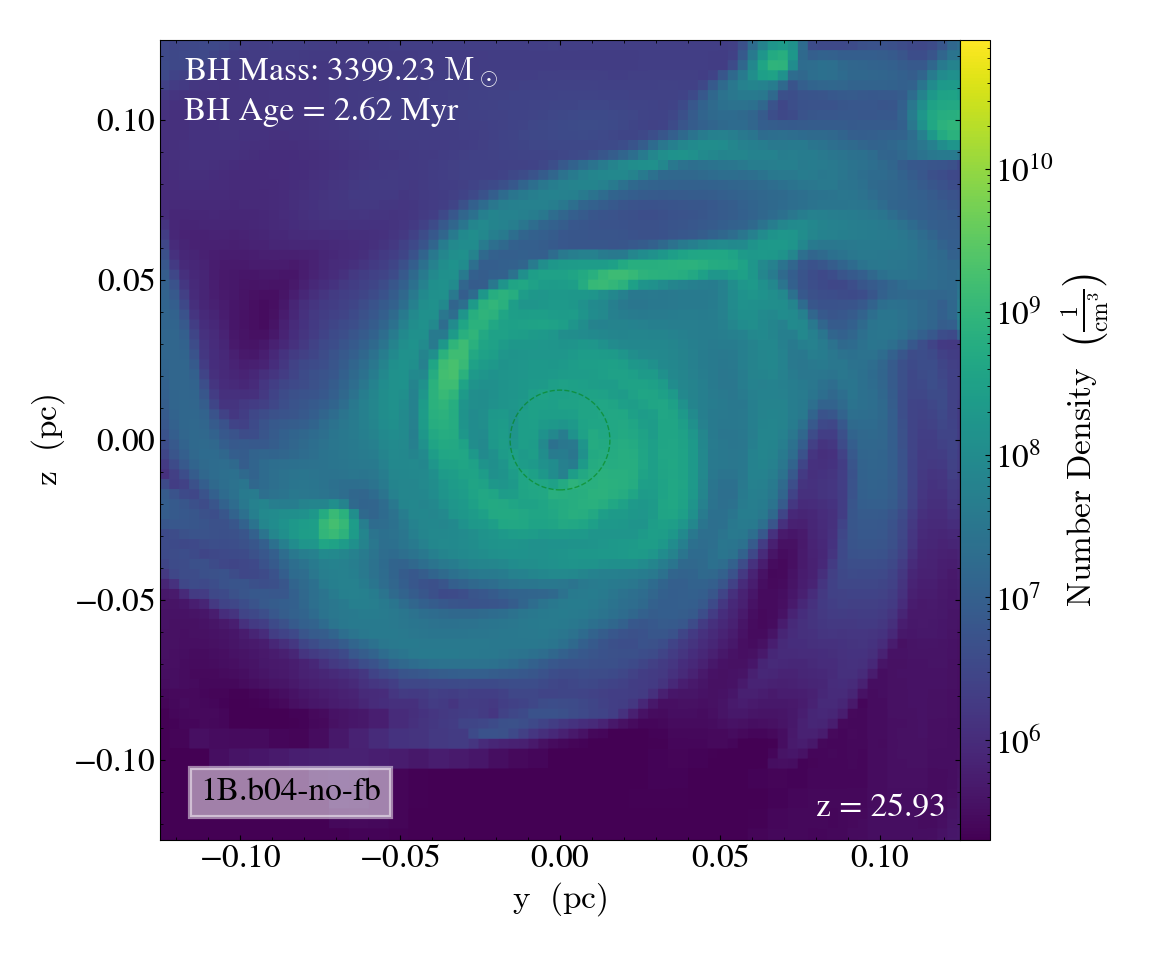 BH Mass: 3399.23 M⊙
BH Age = 2.62 Myr
0.10
0.05
0.00
−0.05
−0.10
z (pc)
1B.b04-no-fb
z = 25.93
−0.10 −0.05 0.00 0.05 0.10
y (pc)
10¹⁰
10⁹
10⁸
10⁷
10⁶
Number Density (1/cm³)